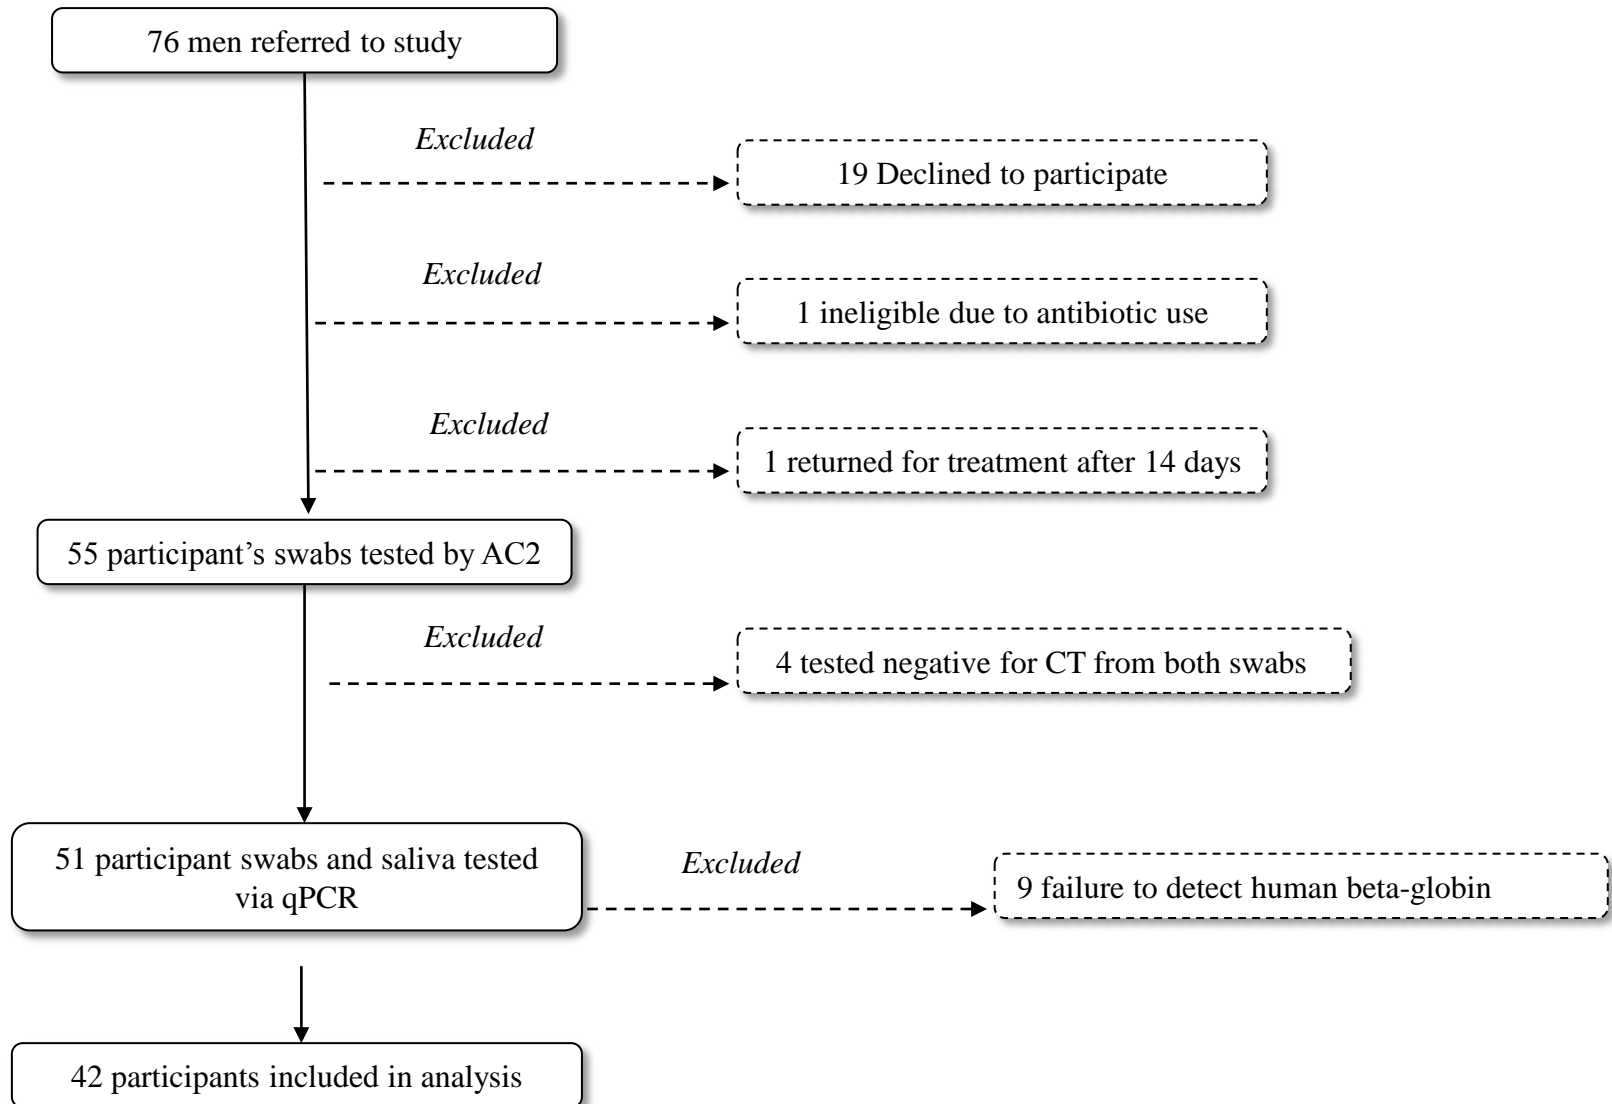 76 men referred to study
Excluded
19 Declined to participate
Excluded
1 ineligible due to antibiotic use
Excluded
1 returned for treatment after 14 days
55 participant’s swabs tested by AC2
Excluded
4 tested negative for CT from both swabs
51 participant swabs and saliva tested
via qPCR
Excluded
9 failure to detect human beta-globin
42 participants included in analysis